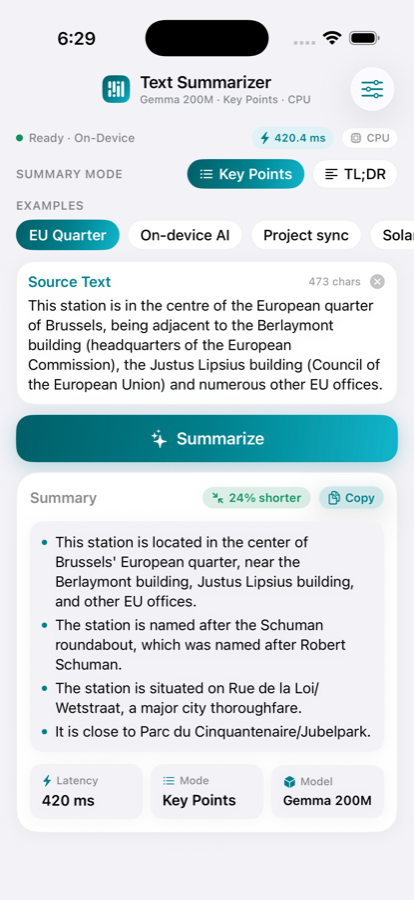 6:29
Text Summarizer
Gemma 200M · Key Points · CPU
Ready · On-Device
420.4 ms
CPU
SUMMARY MODE
Key Points
TL;DR
EXAMPLES
EU Quarter
On-device AI
Project sync
Sola
Source Text
473 chars
This station is in the centre of the European quarter
of Brussels, being adjacent to the Berlaymont
building (headquarters of the European
Commission), the Justus Lipsius building (Council of
the European Union) and numerous other EU offices.
Summarize
Summary
24% shorter
Copy
• This station is located in the center of
Brussels' European quarter, near the
Berlaymont building, Justus Lipsius building,
and other EU offices.
• The station is named after the Schuman
roundabout, which was named after Robert
Schuman.
• The station is situated on Rue de la Loi/
Wetstraat, a major city thoroughfare.
• It is close to Parc du Cinquantenaire/Jubelpark.
Latency
420 ms
Mode
Key Points
Model
Gemma 200M